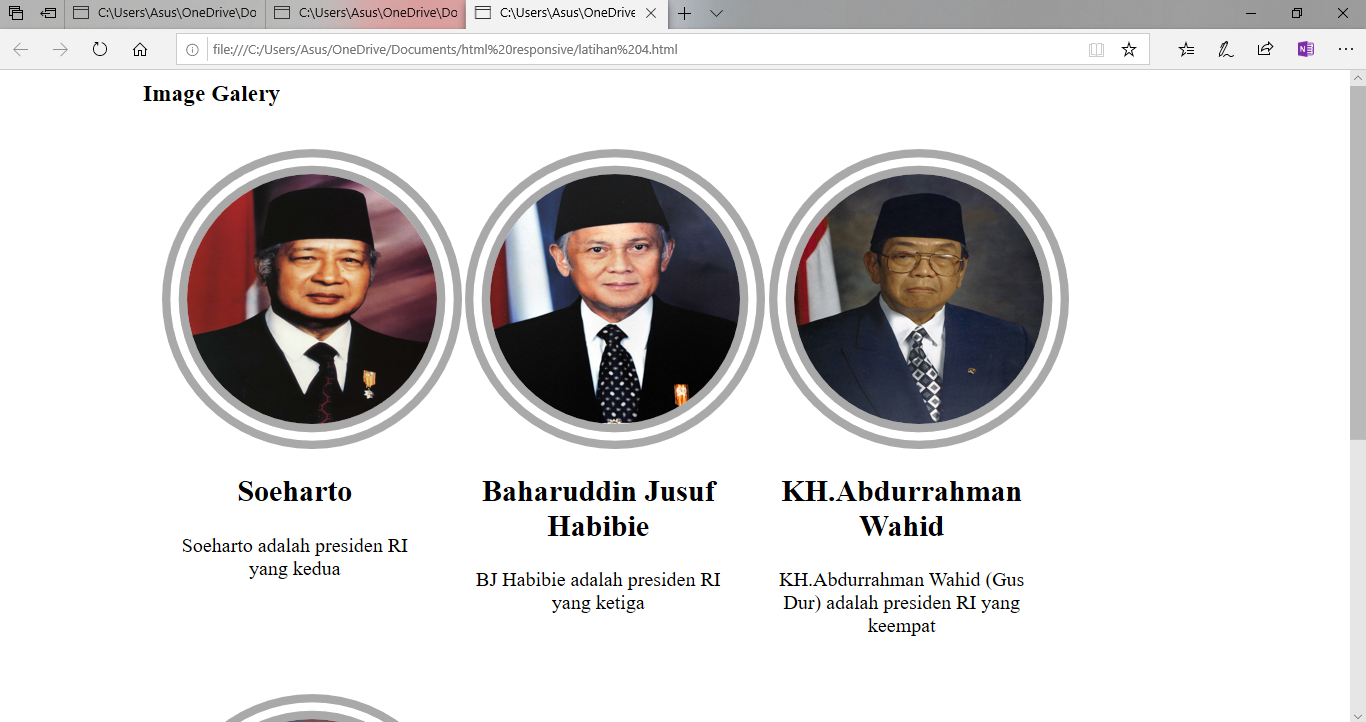 C:\Users\Asus\OneDrive\Do
C:\Users\Asus\OneDrive\Do
C:\Users\Asus\OneDrive
file:///C:/Users/Asus/OneDrive/Documents/html%20responsive/latihan%204.html
Image Galery
Soeharto
Soeharto adalah presiden RI
yang kedua
Baharuddin Jusuf
Habibie
BJ Habibie adalah presiden RI
yang ketiga
KH.Abdurrahman
Wahid
KH.Abdurrahman Wahid (Gus
Dur) adalah presiden RI yang
keempat